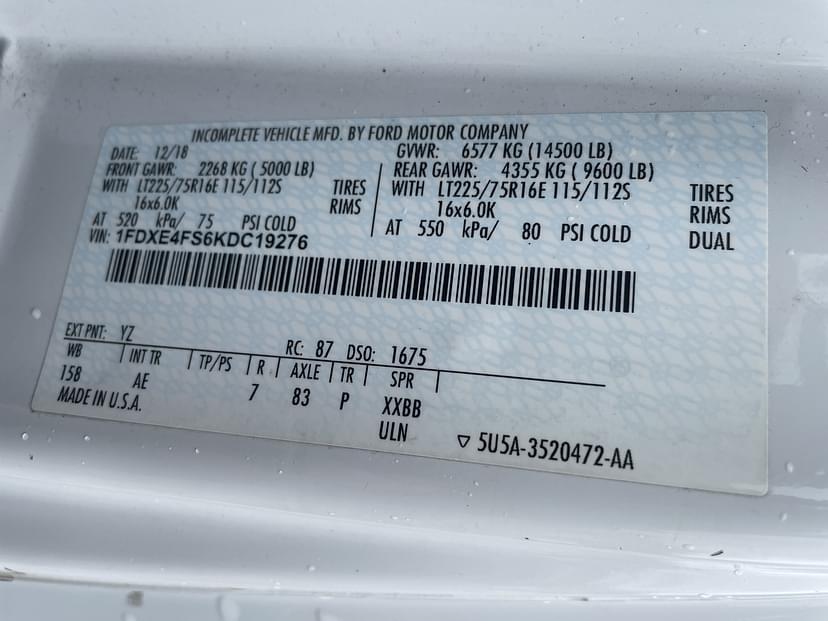 INCOMPLETE VEHICLE MFD. BY FORD MOTOR COMPANY
DATE: 12/18 GVWR: 6577 KG (14500 LB)
FRONT GAWR: 2268 KG ( 5000 LB) REAR GAWR: 4355 KG ( 9600 LB)
WITH LT225/75R16E 115/112S TIRES WITH LT225/75R16E 115/112S TIRES
16x6.0K RIMS 16x6.0K RIMS
AT 520 kPa/ 75 PSI COLD AT 550 kPa/ 80 PSI COLD DUAL
VIN: 1FDXE4FS6KDC19276
EXT PNT: YZ RC: 87 DSO: 1675
WB INT TR TP/PS R AXLE TR SPR
158 AE 7 83 P XXBB
MADE IN U.S.A. ULN 5U5A-3520472-AA